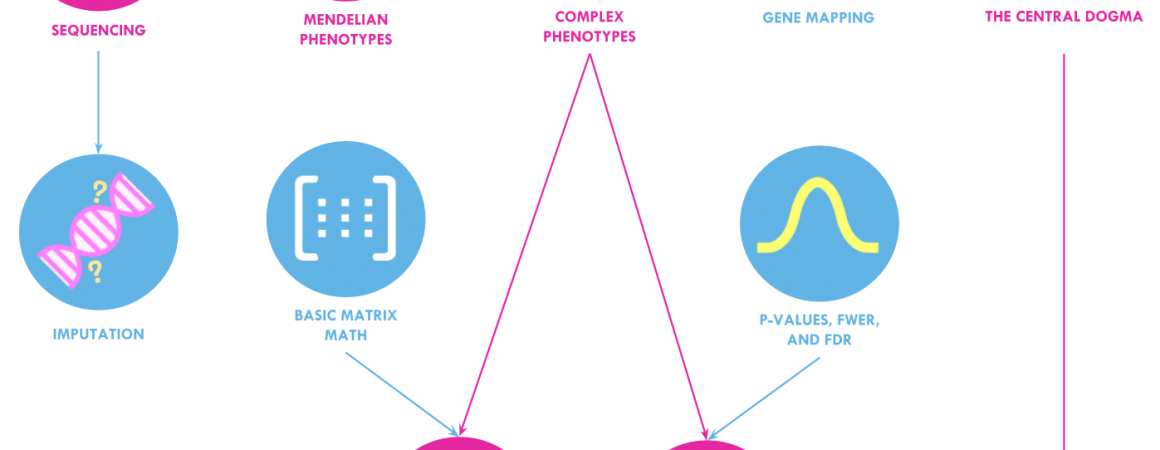 SEQUENCING
MENDELIAN
PHENOTYPES
COMPLEX
PHENOTYPES
GENE MAPPING
THE CENTRAL DOGMA
?
?
IMPUTATION
BASIC MATRIX
MATH
P-VALUES, FWER,
AND FDR